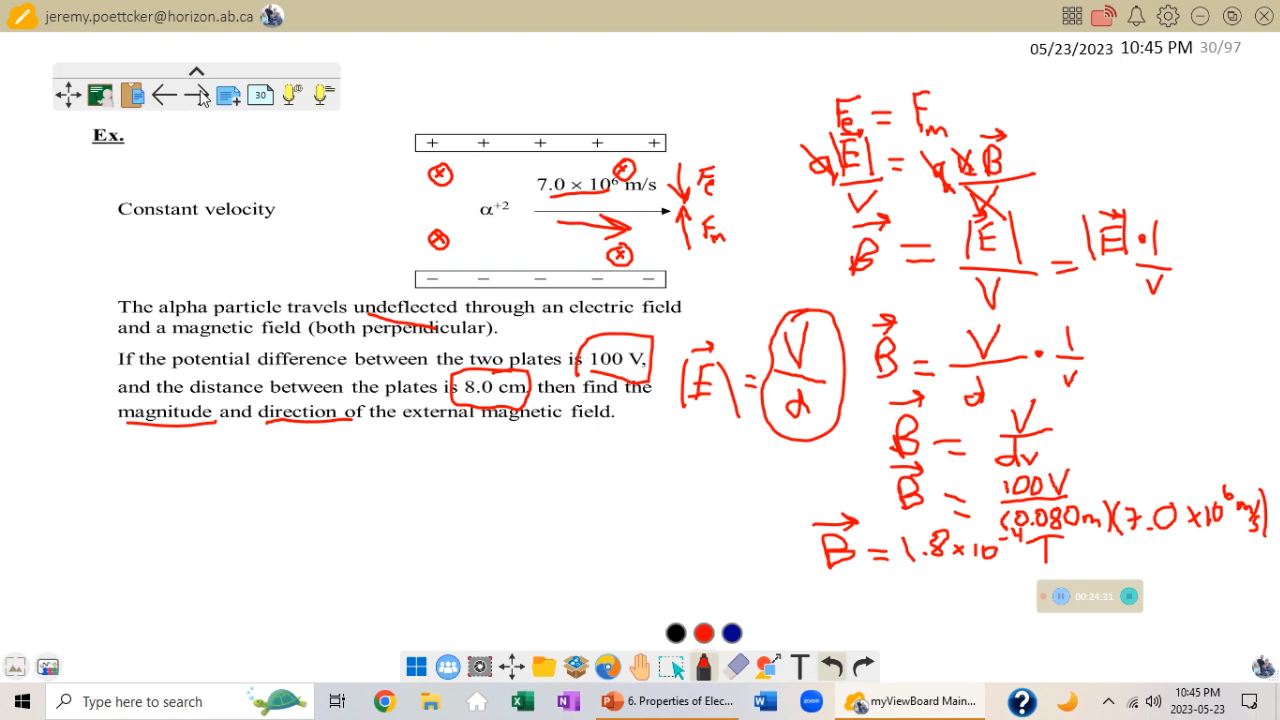 jeremy.poettcker@horizon.ab.ca
05/23/2023 10:45 PM 30/97
30
Ex.
+ + + + +
7.0 × 10⁶ m/s
Constant velocity
α⁺²
Fe
Fm
− − − − −
The alpha particle travels undeflected through an electric field
and a magnetic field (both perpendicular).
If the potential difference between the two plates is 100 V,
and the distance between the plates is 8.0 cm, then find the
magnitude and direction of the external magnetic field.
|E⃗| = V/d
Fe = Fm
q|E⃗|/v = qvB⃗/v
B⃗ = |E⃗|/v = |E⃗| · 1/v
B⃗ = V/d · 1/v
B⃗ = V/dv
B⃗ = 100V/(0.080m)(7.0 × 10⁶ m/s)
B⃗ = 1.8 × 10⁻⁴ T
00:24:31
T
Type here to search
6. Properties of Elec...
myViewBoard Main...
10:45 PM
2023-05-23